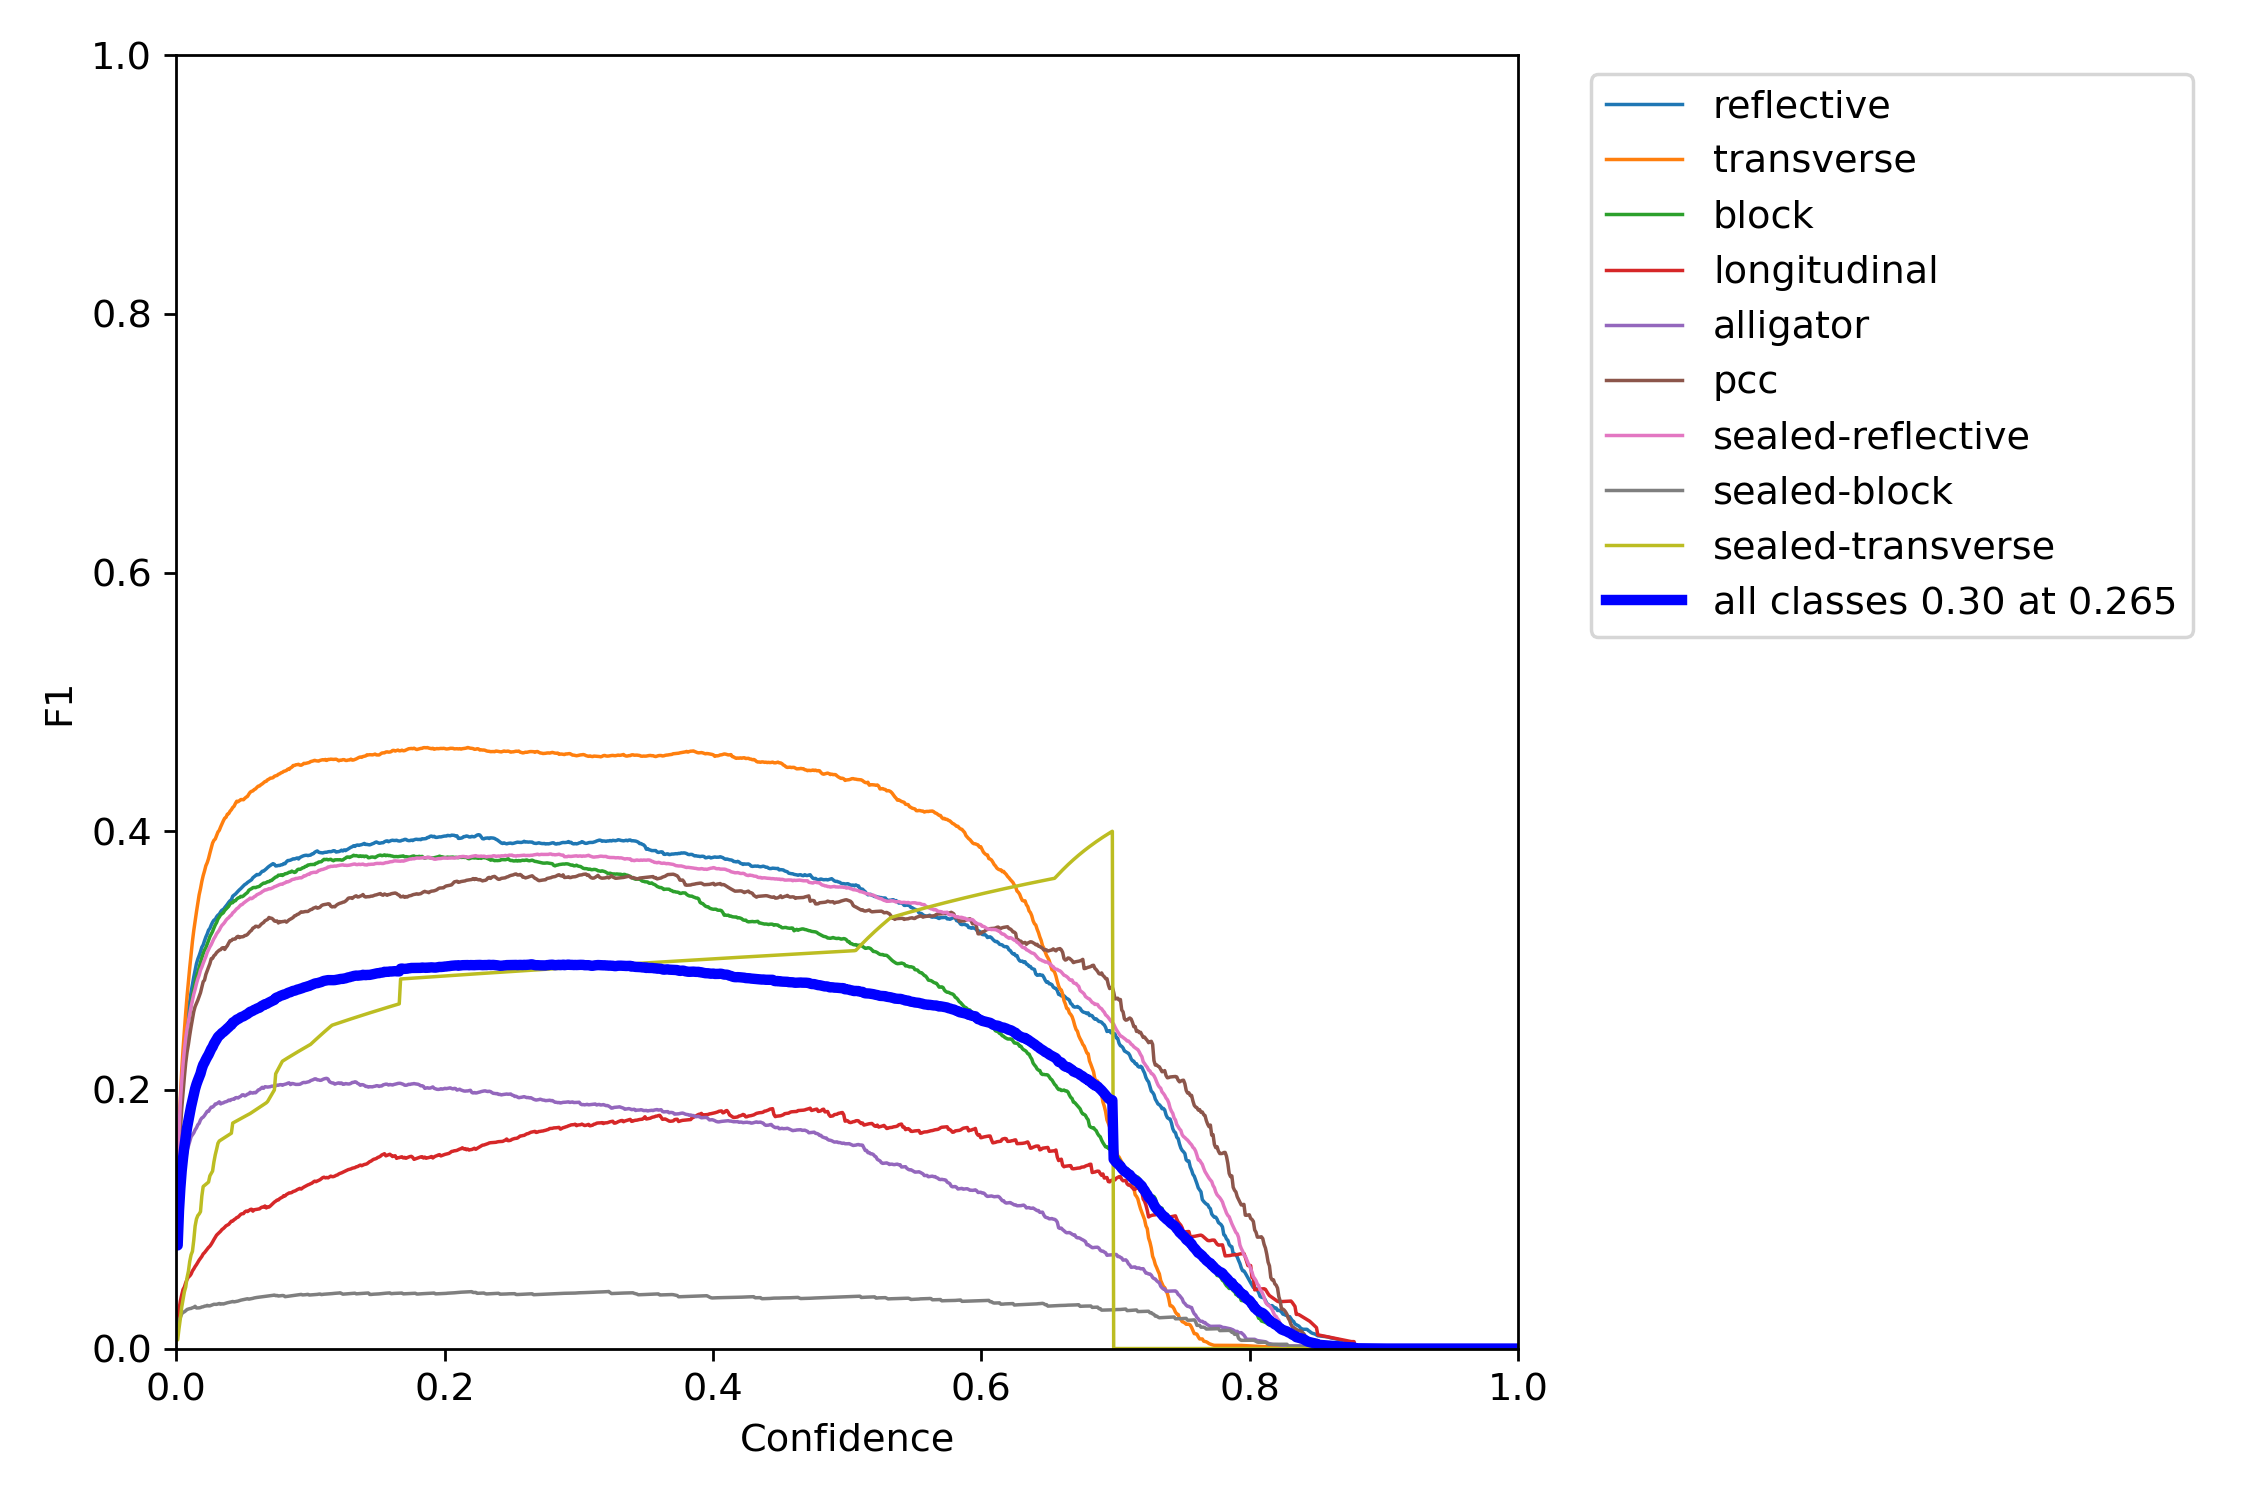 1.0
0.8
0.6
0.4
0.2
0.0
F1
0.0 0.2 0.4 0.6 0.8 1.0
Confidence
reflective
transverse
block
longitudinal
alligator
pcc
sealed-reflective
sealed-block
sealed-transverse
all classes 0.30 at 0.265